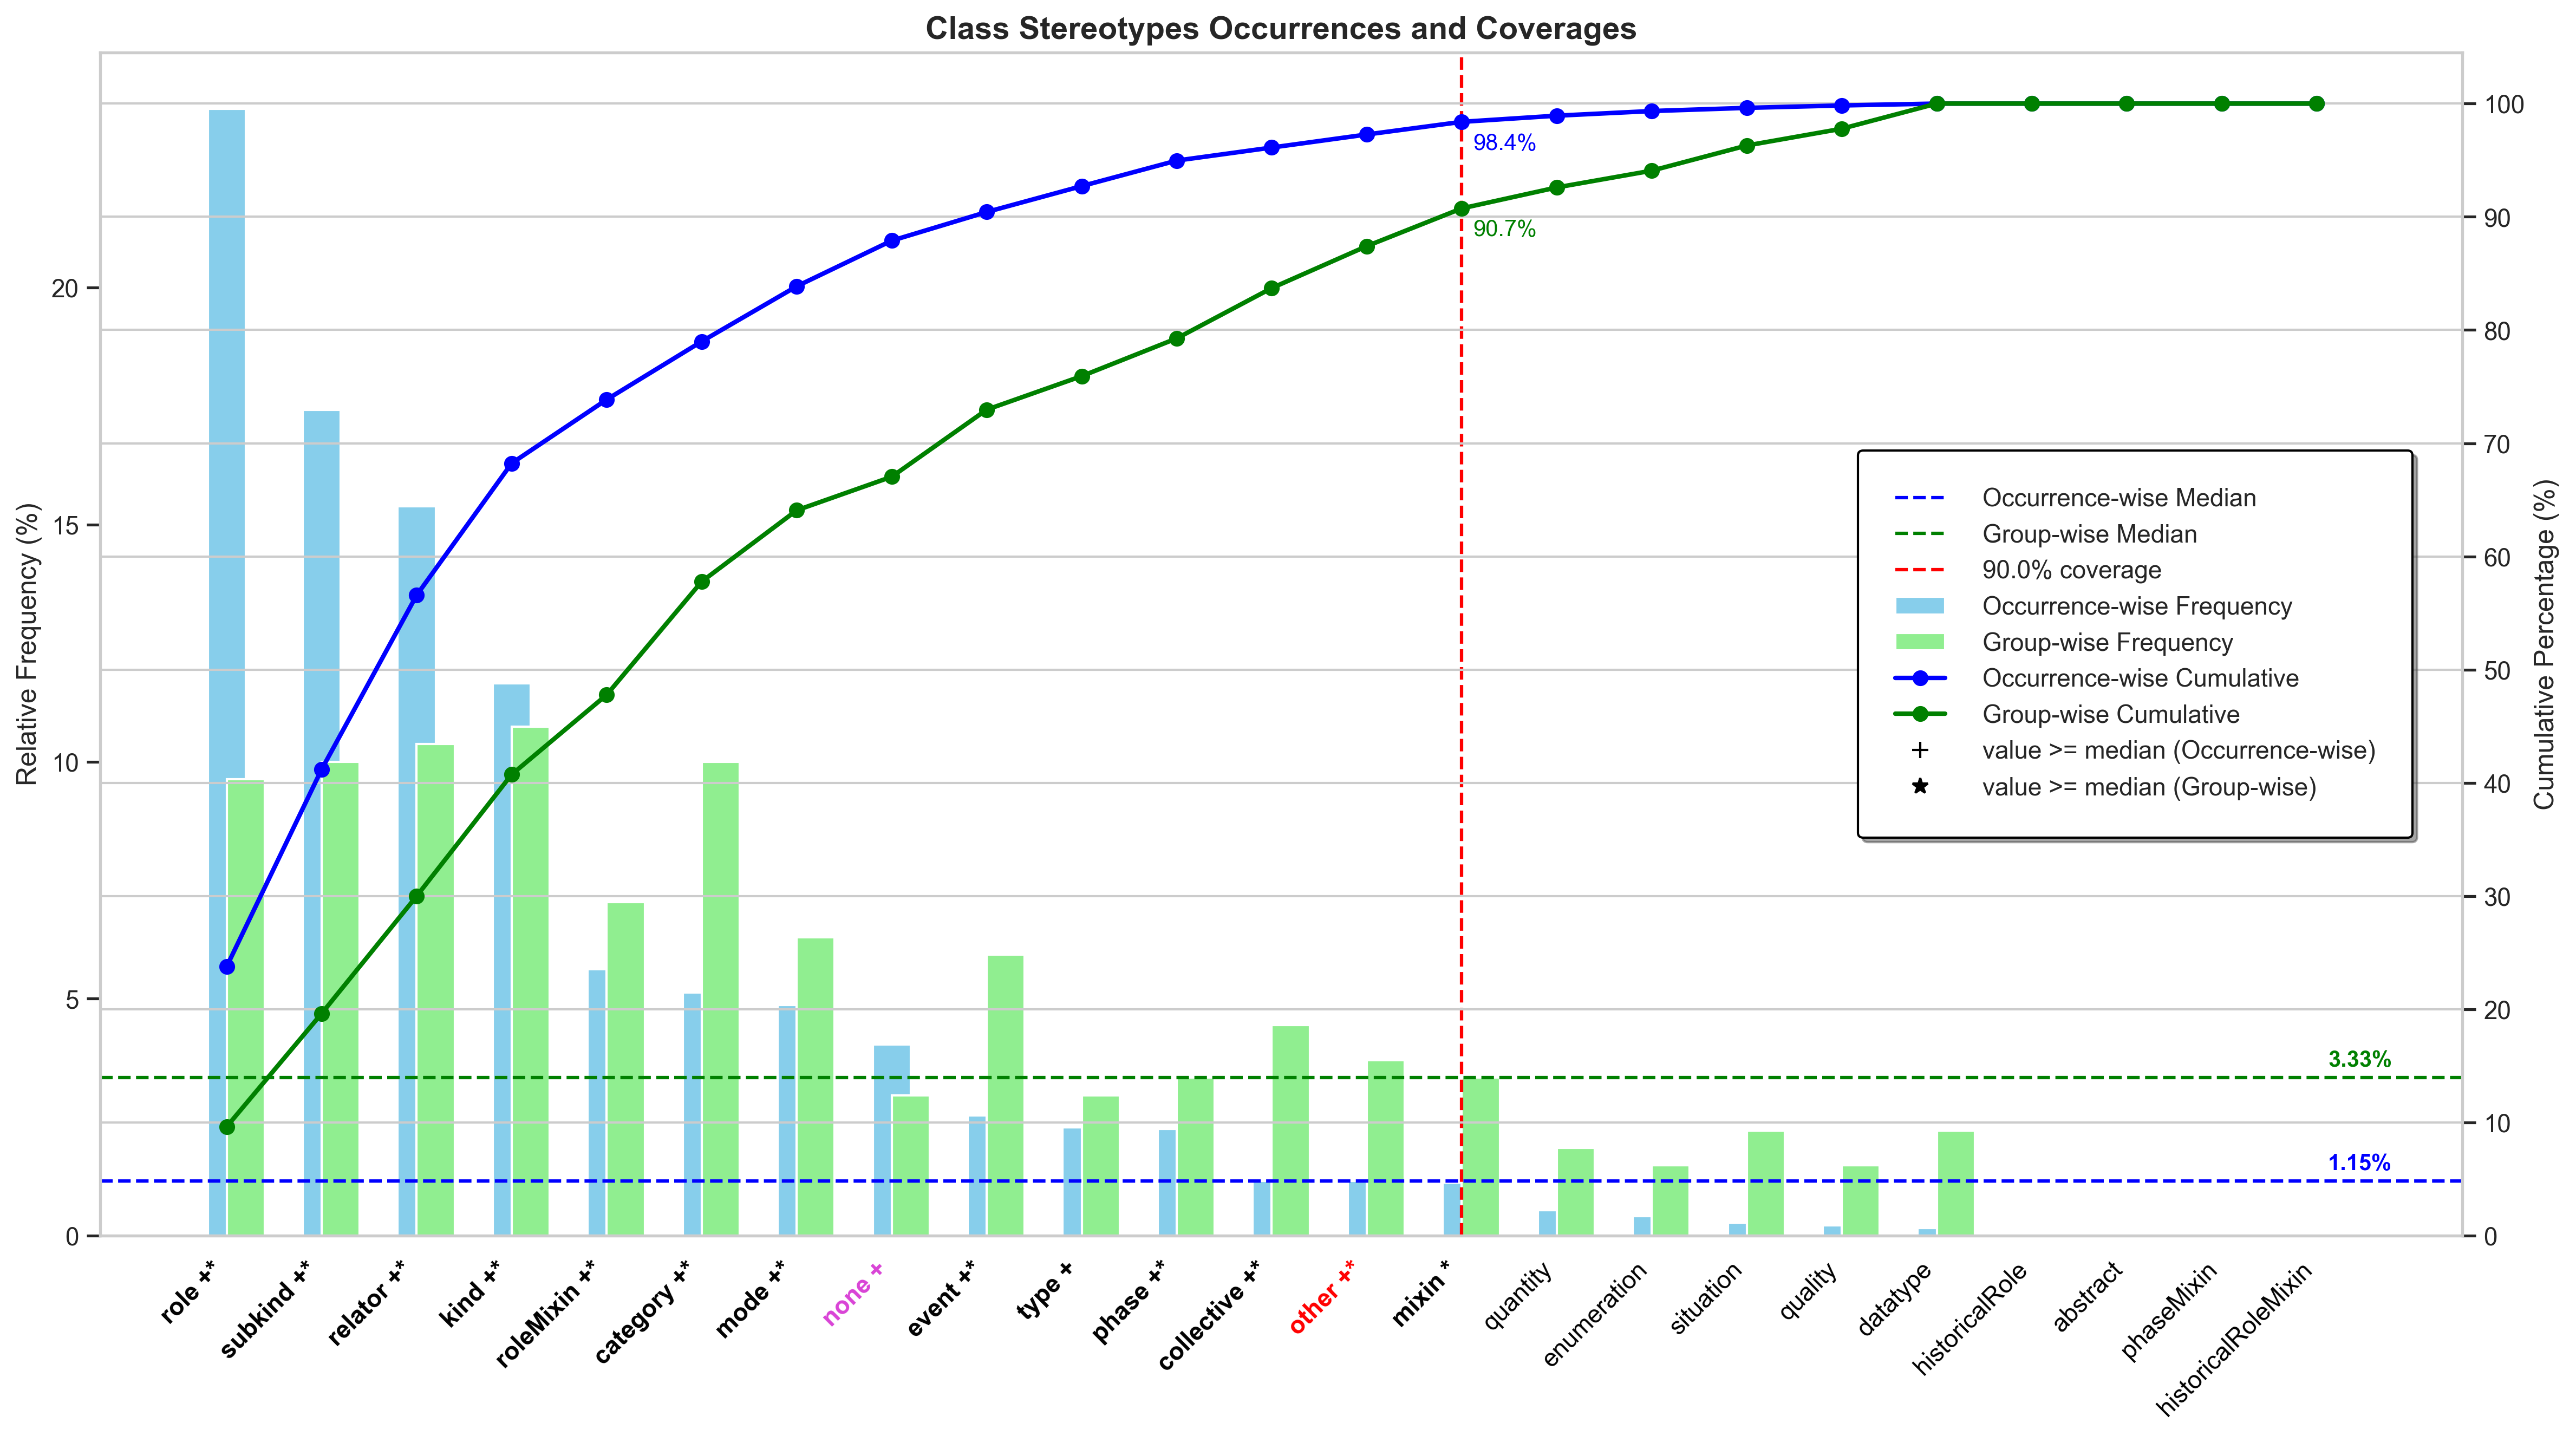 Class Stereotypes Occurrences and Coverages
Relative Frequency (%)
20
15
10
5
0
100
90
80
70
60
50
40
30
20
10
0
Cumulative Percentage (%)
98.4%
90.7%
3.33%
1.15%
Occurrence-wise Median
Group-wise Median
90.0% coverage
Occurrence-wise Frequency
Group-wise Frequency
Occurrence-wise Cumulative
Group-wise Cumulative
value >= median (Occurrence-wise)
value >= median (Group-wise)
role +*
subkind +*
relator +*
kind +*
roleMixin +*
category +*
mode +*
none +
event +*
type +
phase +*
collective +*
other +*
mixin *
quantity
enumeration
situation
quality
datatype
historicalRole
abstract
phaseMixin
historicalRoleMixin